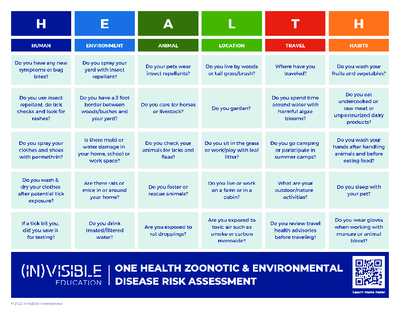 H E A L T H
HUMAN ENVIRONMENT ANIMAL LOCATION TRAVEL HABITS
Do you have any new symptoms or bug bites?
Do you spray your yard with insect repellent?
Do your pets wear insect repellents?
Do you live by woods or tall grass/brush?
Where have you traveled?
Do you wash your fruits and vegetables?
Do you use insect repellent, do tick checks and look for rashes?
Do you have a 3 foot border between woods/bushes and your yard?
Do you care for horses or livestock?
Do you garden?
Do you spend time around water with harmful algae blooms?
Do you eat undercooked or raw meat or unpasteurized dairy products?
Do you spray your clothes and shoes with permethrin?
Is there mold or water damage in your home, school or work space?
Do you check your animals for ticks and fleas?
Do you sit in the grass or work/play with leaf litter?
Do you go camping or participate in summer camps?
Do you wash your hands after handling animals and before eating food?
Do you wash & dry your clothes after potential tick exposure?
Are there rats or mice in or around your home?
Do you foster or rescue animals?
Do you live or work on a farm or in a cabin?
What are your outdoor/nature activities?
Do you sleep with your pet?
If a tick bit you, did you save it for testing?
Do you drink treated/filtered water?
Are you exposed to rat droppings?
Are you exposed to toxic air such as smoke or carbon monoxide?
Do you review travel health advisories before traveling?
Do you wear gloves when working with manure or animal blood?
(IN)VISIBLE
EDUCATION
ONE HEALTH ZOONOTIC & ENVIRONMENTAL
DISEASE RISK ASSESSMENT
Learn more here!
© 2022 Invisible International